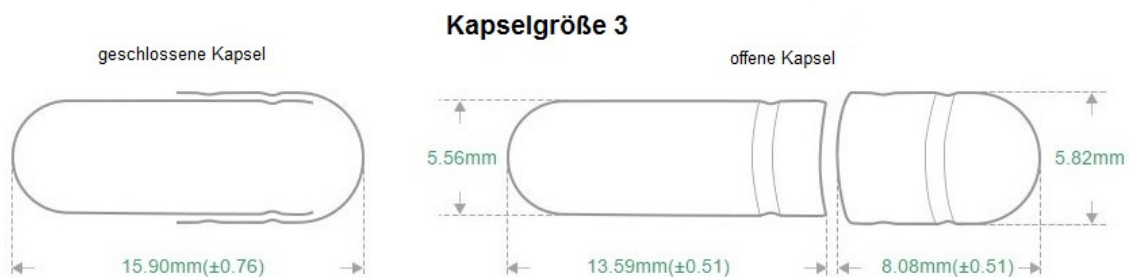 Kapselgröße 3
geschlossene Kapsel
offene Kapsel
5.56mm
5.82mm
15.90mm(±0.76)
13.59mm(±0.51)
8.08mm(±0.51)